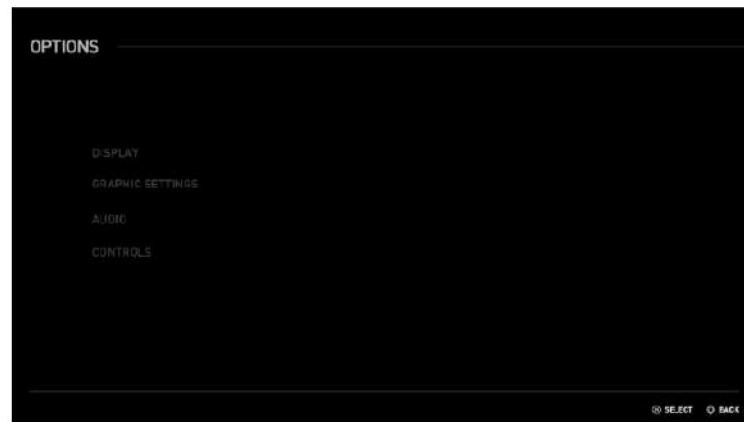 OPTIONS
DISPLAY
GRAPHIC SETTINGS
AUDIO
CONTROLS
SELECT BACK